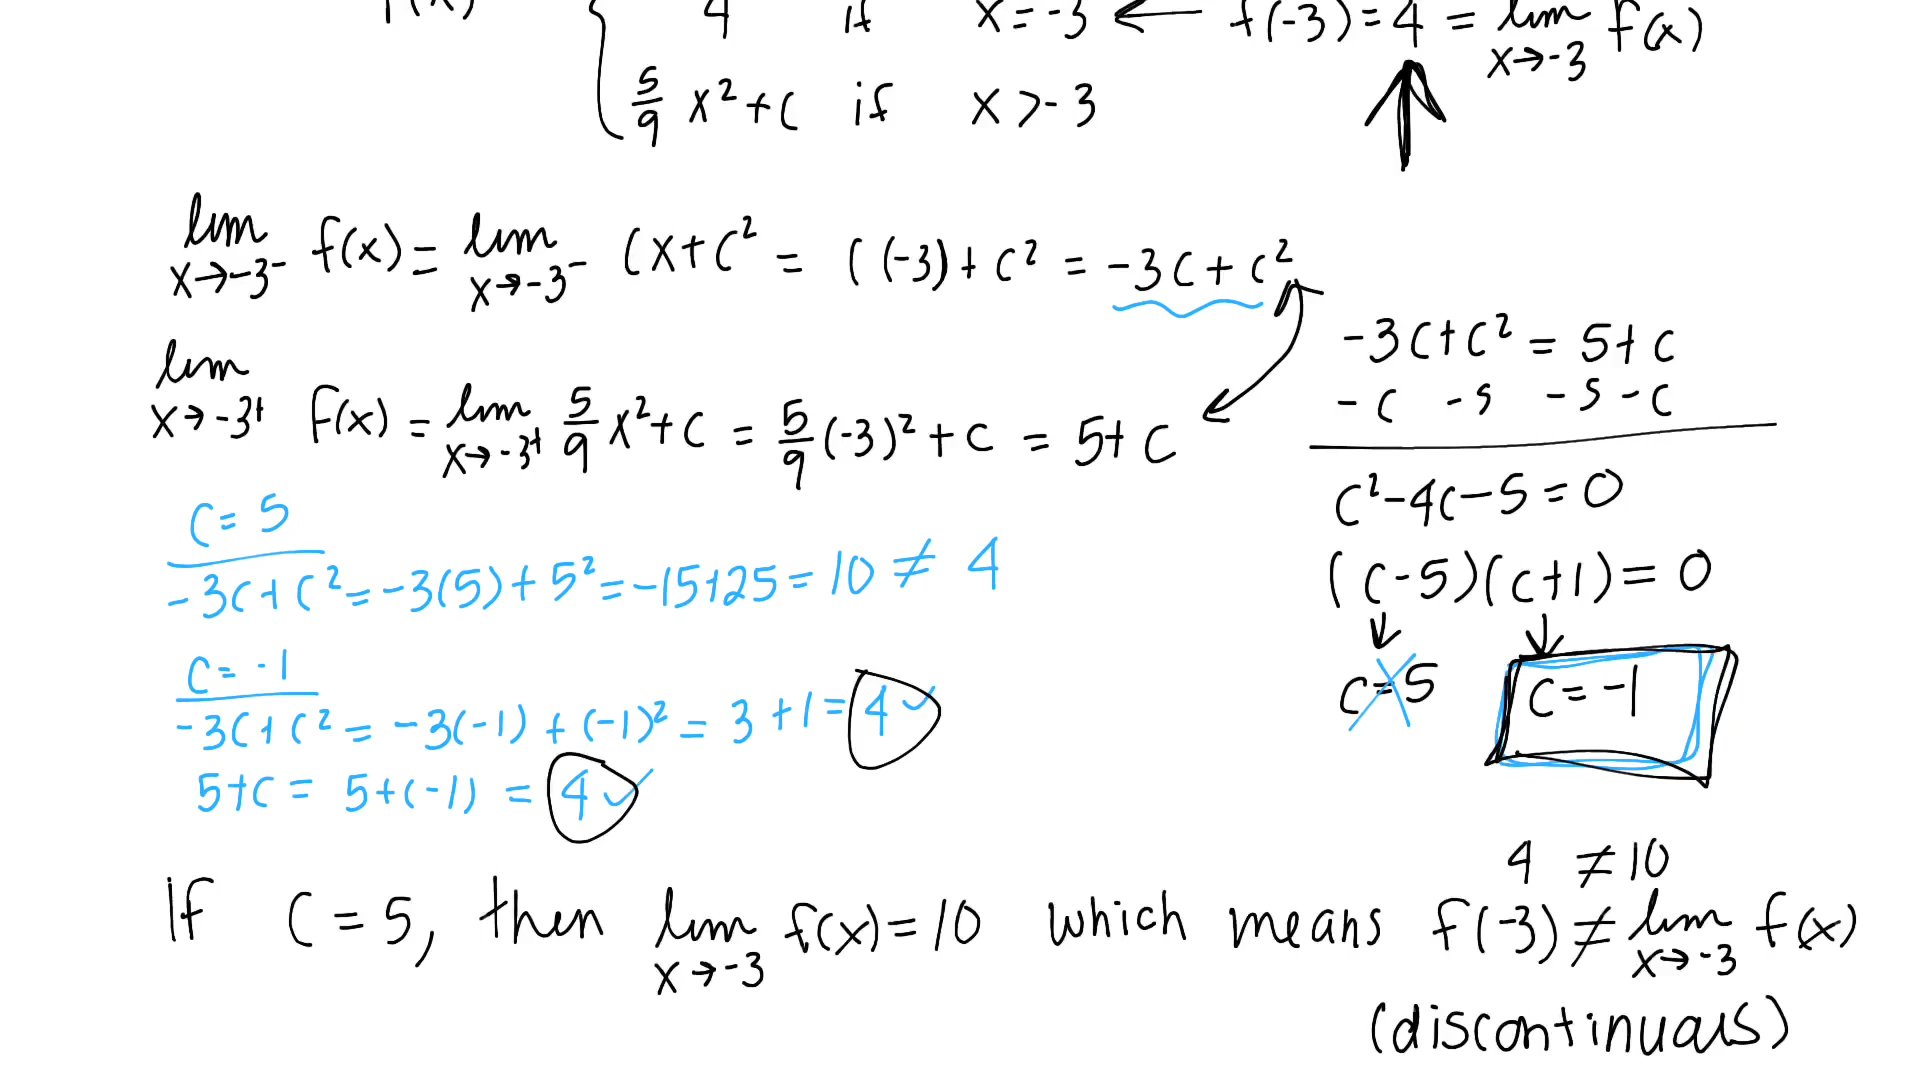 f(x) { 4 if x = -3 ← f(-3) = 4 = lim x→-3 f(x)
5/9 x² + c if x > -3
lim x→-3⁻ f(x) = lim x→-3⁻ cx + c² = c(-3) + c² = -3c + c²
lim x→-3⁺ f(x) = lim x→-3⁺ 5/9 x² + c = 5/9 (-3)² + c = 5 + c
-3c + c² = 5 + c
- c - 5 - 5 - c
c² - 4c - 5 = 0
(c - 5)(c + 1) = 0
c = 5 c = -1
c = 5
-3c + c² = -3(5) + 5² = -15 + 25 = 10 ≠ 4
c = -1
-3c + c² = -3(-1) + (-1)² = 3 + 1 = 4 ✓
5 + c = 5 + (-1) = 4 ✓
4 ≠ 10
If c = 5, then lim x→-3 f(x) = 10 which means f(-3) ≠ lim x→-3 f(x)
(discontinuous)